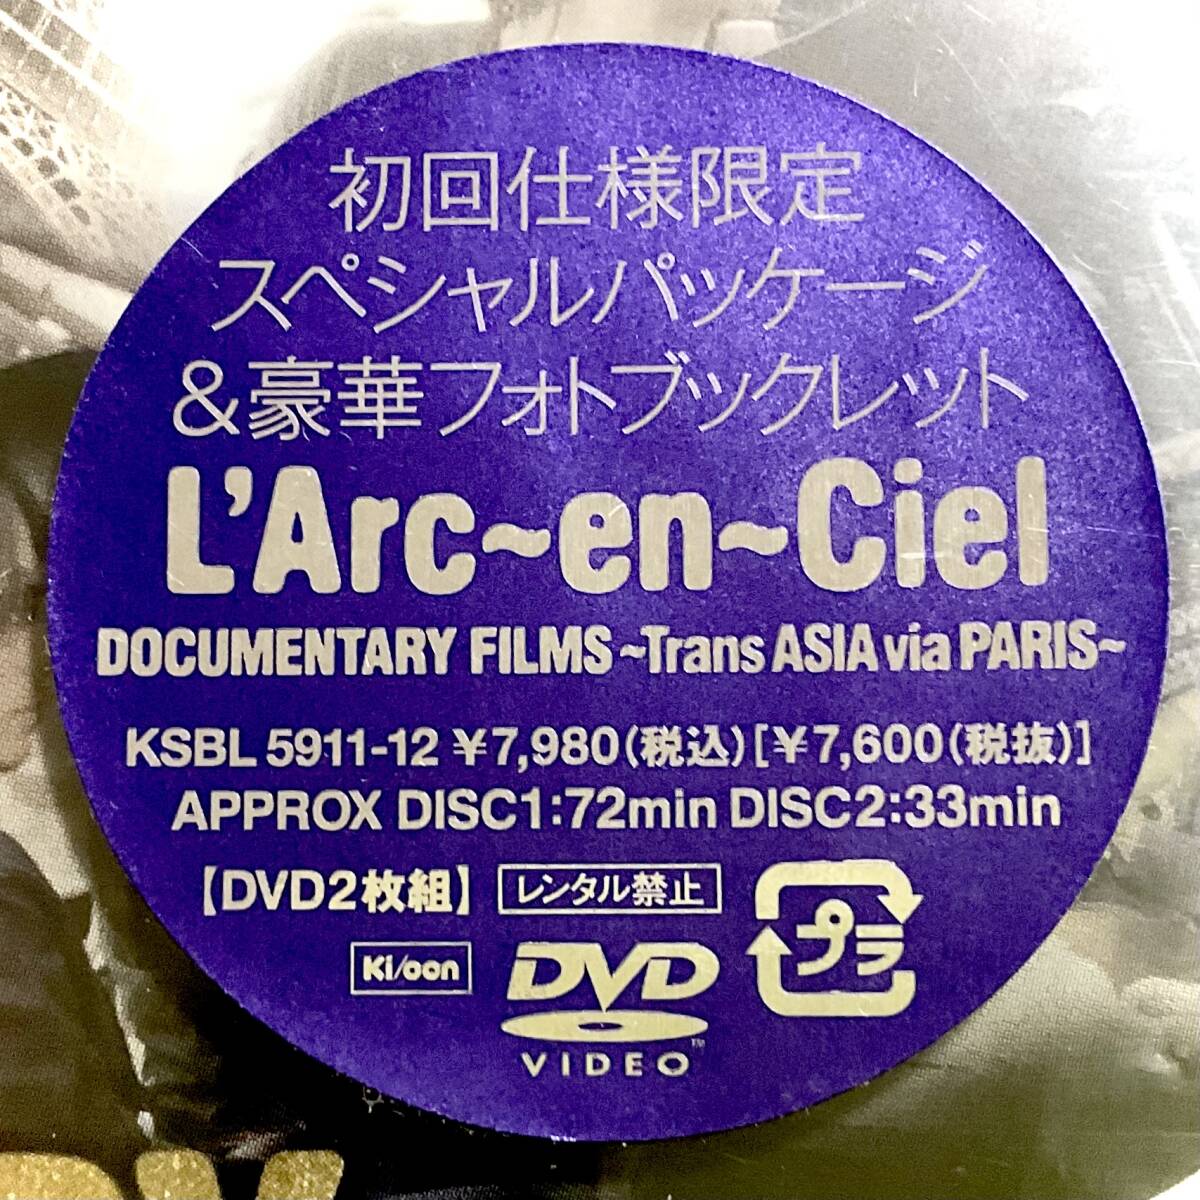 初回仕様限定
スペシャルパッケージ
&豪華フォトブックレット
L'Arc~en~Ciel
DOCUMENTARY FILMS ~Trans ASIA via PARIS~
KSBL 5911-12 ¥7,980(税込)[¥7,600(税抜)]
APPROX DISC1:72min DISC2:33min
【DVD2枚組】 レンタル禁止
プラ
Ki/oon
DVD
VIDEO